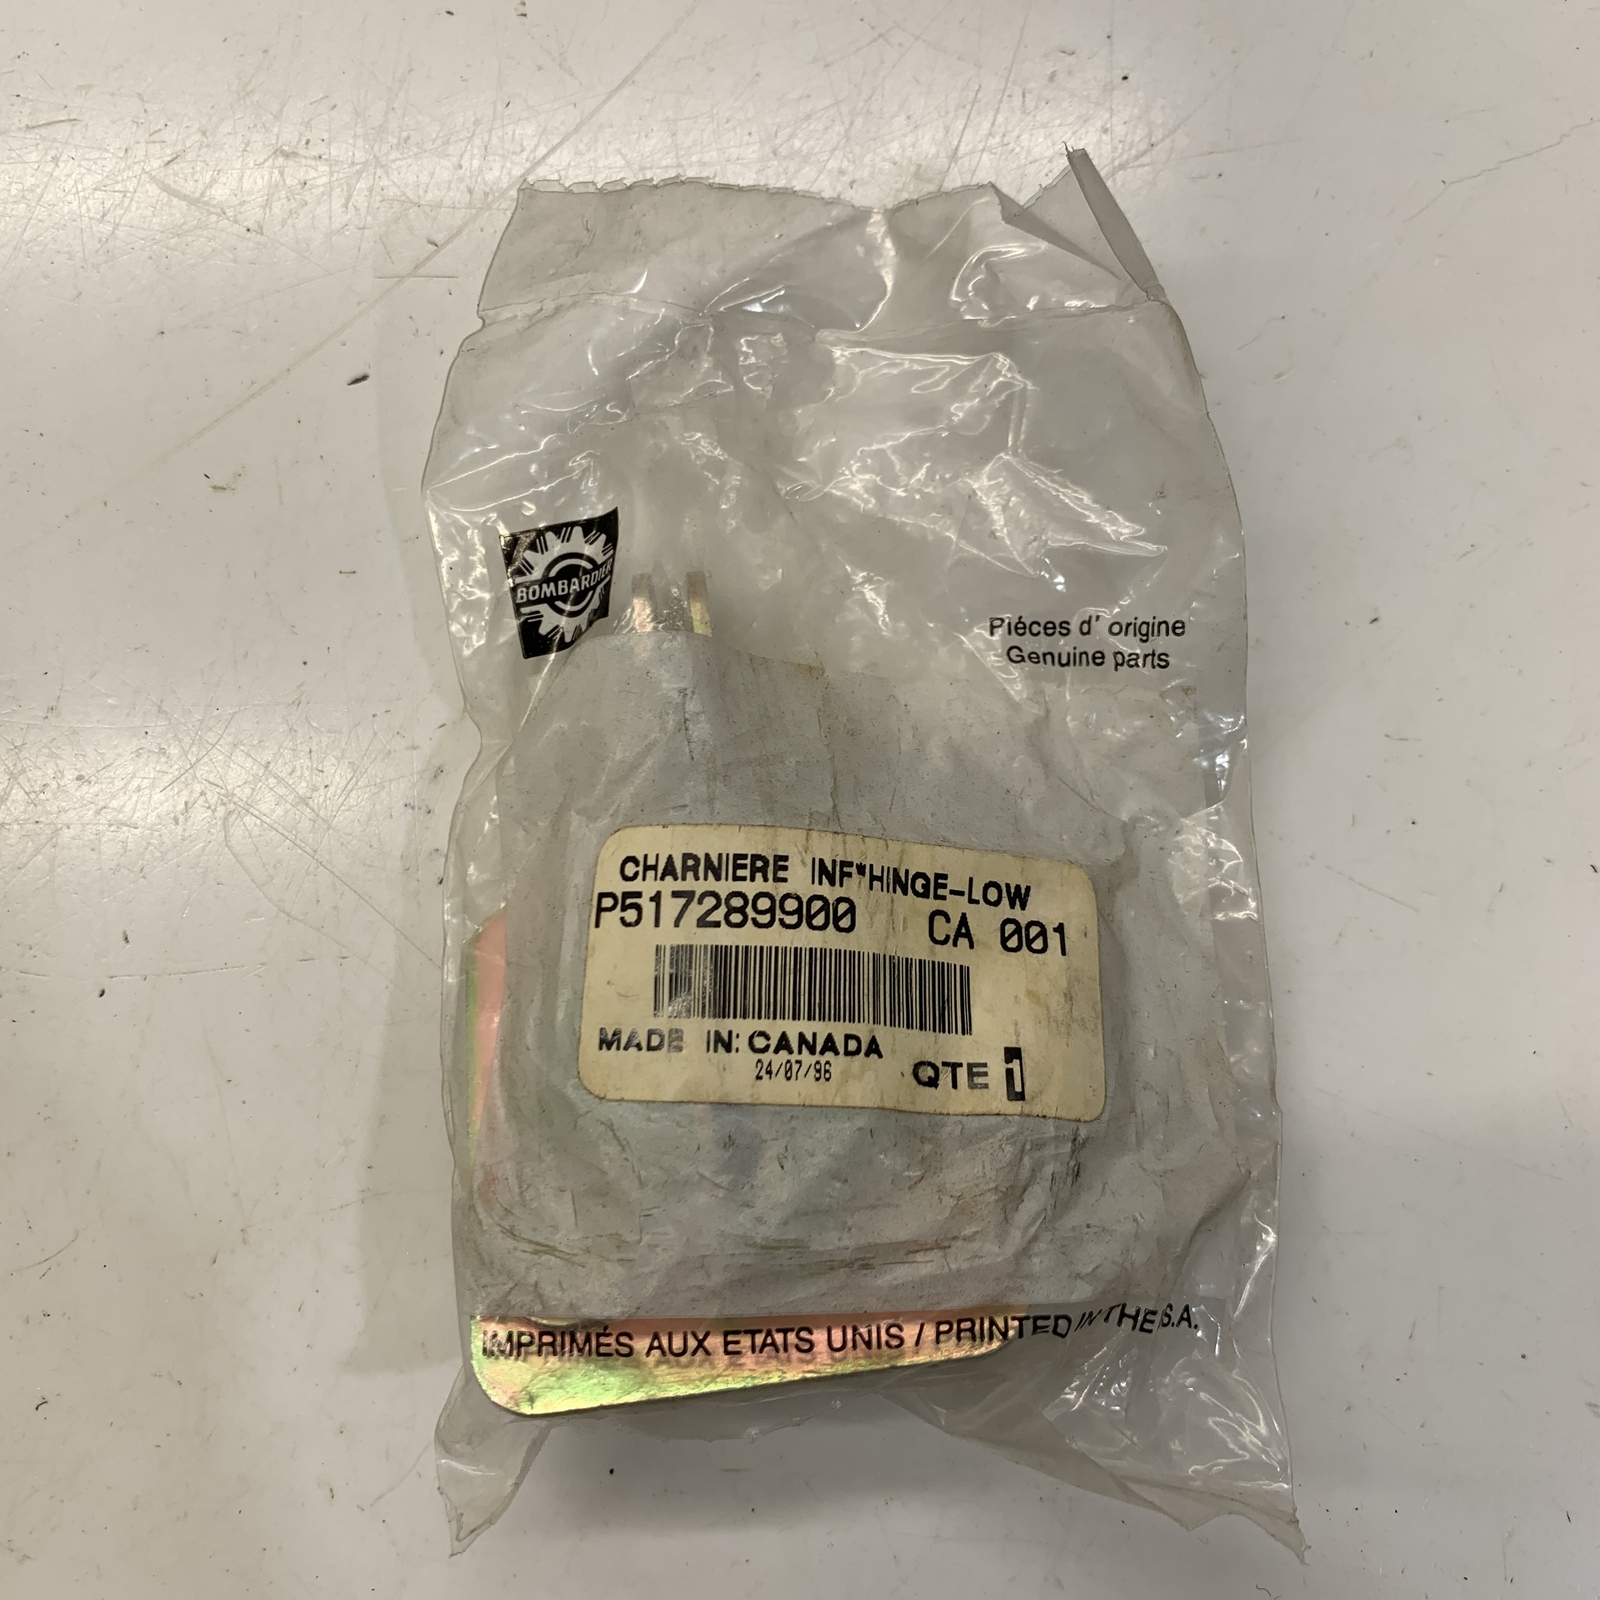 BOMBARDIER
Piéces d' origine
Genuine parts
CHARNIERE INF*HINGE-LOW
P517289900 CA 001
MADE IN: CANADA
24/07/96
QTE 1
IMPRIMÉS AUX ETATS UNIS / PRINTED IN THE S.A.